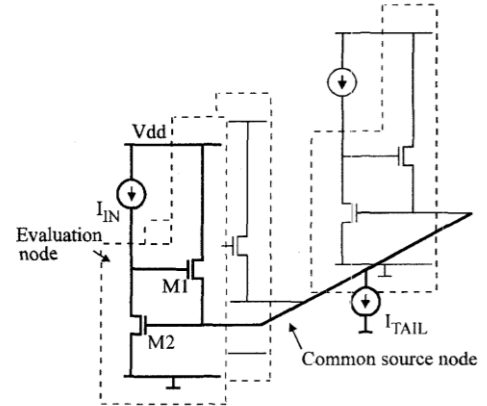 Vdd
I_IN
Evaluation
node
M1
M2
I_TAIL
Common source node